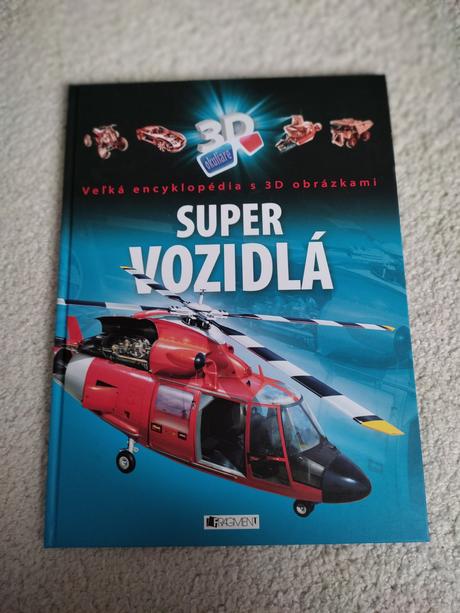 3D
okuliare
Veľká encyklopédia s 3D obrázkami
SUPER
VOZIDLÁ
FRAGMENT